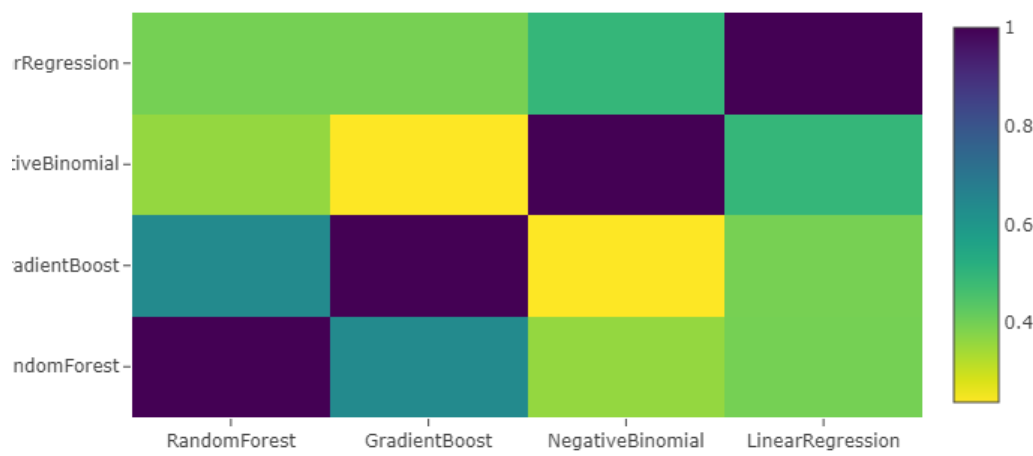 1
rRegression
0.8
tiveBinomial
0.6
radientBoost
0.4
ndomForest
RandomForest GradientBoost NegativeBinomial LinearRegression